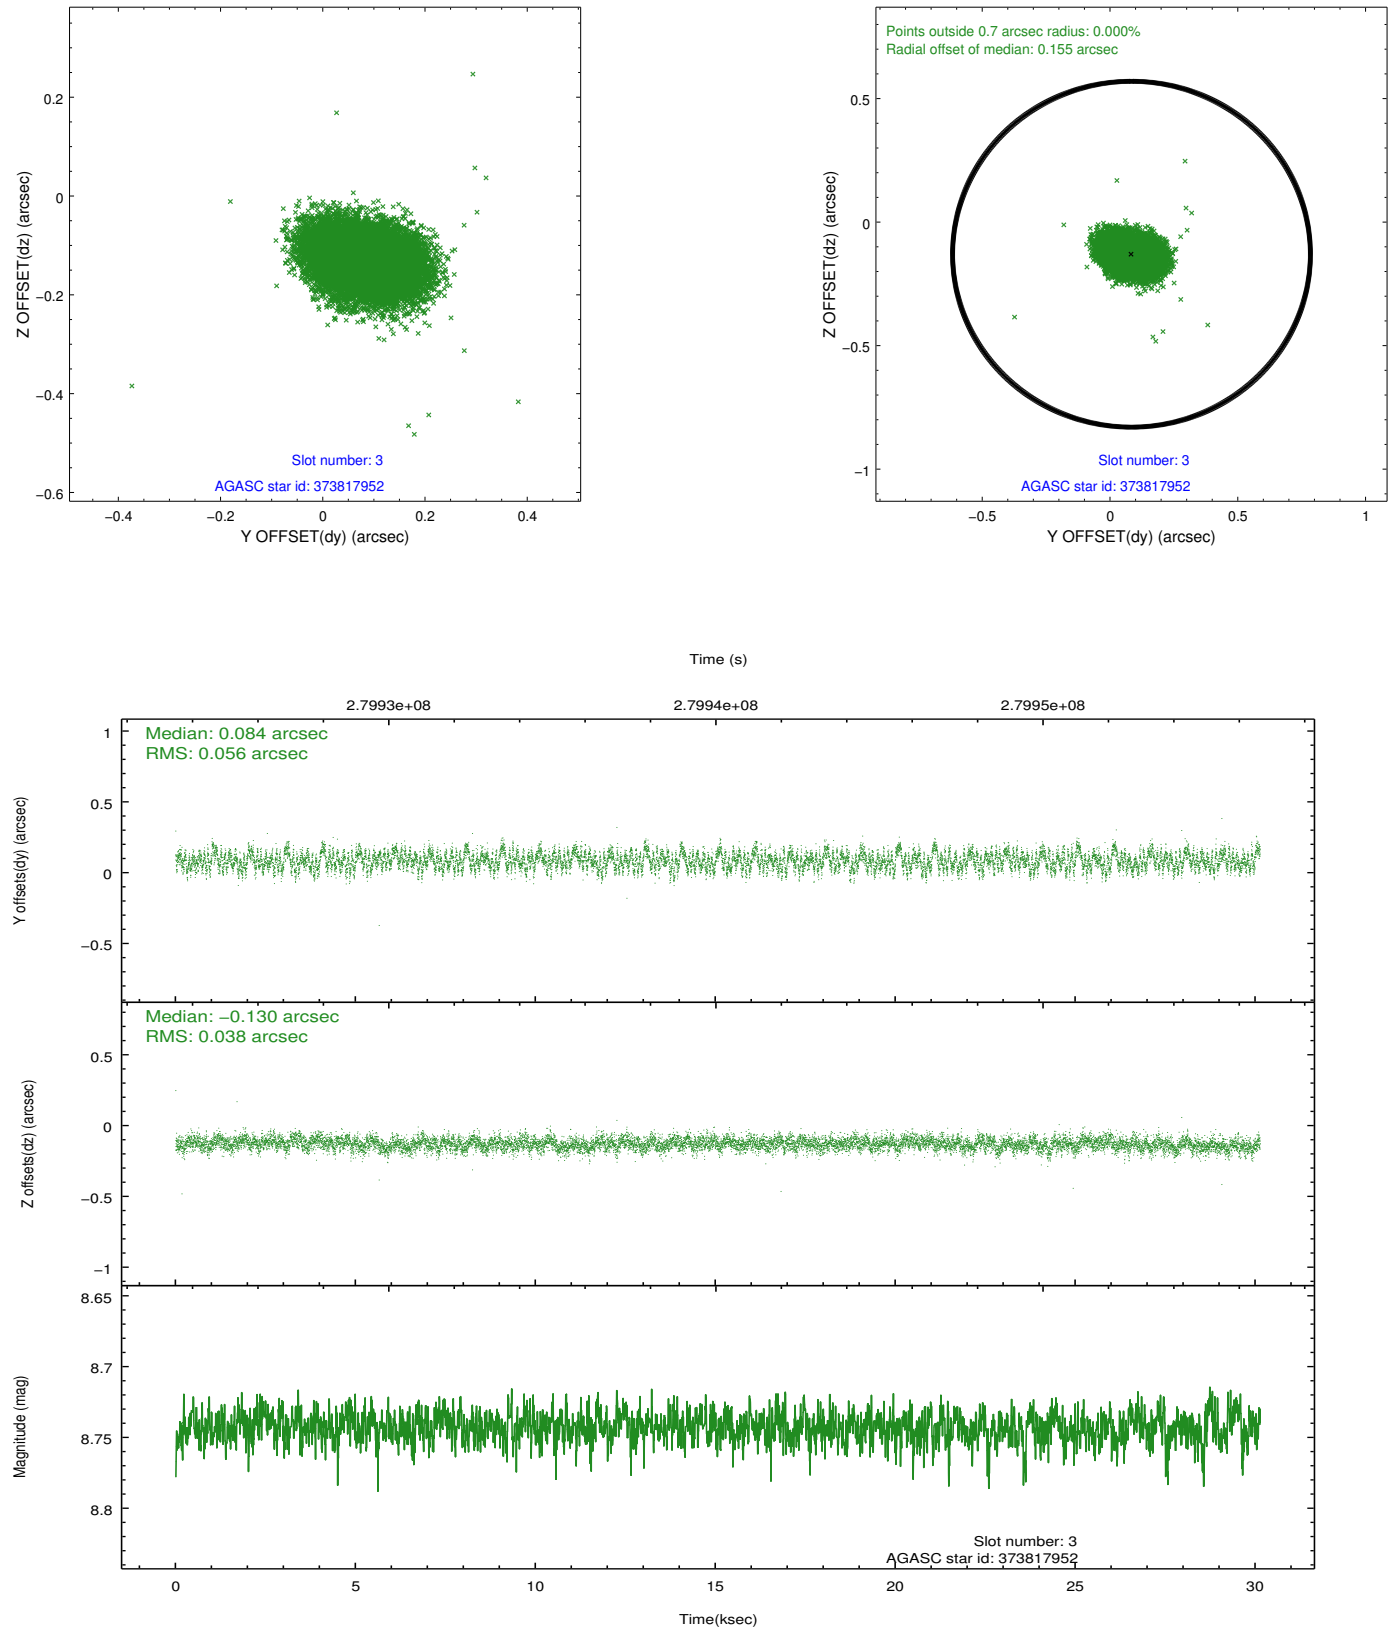 0.2
0
−0.2
−0.4
−0.6
Z OFFSET(dz) (arcsec)
Slot number: 3
AGASC star id: 373817952
−0.4 −0.2 0 0.2 0.4
Y OFFSET(dy) (arcsec)
Points outside 0.7 arcsec radius: 0.000%
Radial offset of median: 0.155 arcsec
0.5
0
−0.5
−1
Z OFFSET(dz) (arcsec)
Slot number: 3
AGASC star id: 373817952
−0.5 0 0.5 1
Y OFFSET(dy) (arcsec)
Time (s)
2.7993e+08 2.7994e+08 2.7995e+08
Median: 0.084 arcsec
RMS: 0.056 arcsec
1
0.5
0
−0.5
Y offsets(dy) (arcsec)
Median: −0.130 arcsec
RMS: 0.038 arcsec
0.5
0
−0.5
−1
Z offsets(dz) (arcsec)
8.65
8.7
8.75
8.8
Magnitude (mag)
Slot number: 3
AGASC star id: 373817952
0 5 10 15 20 25 30
Time(ksec)